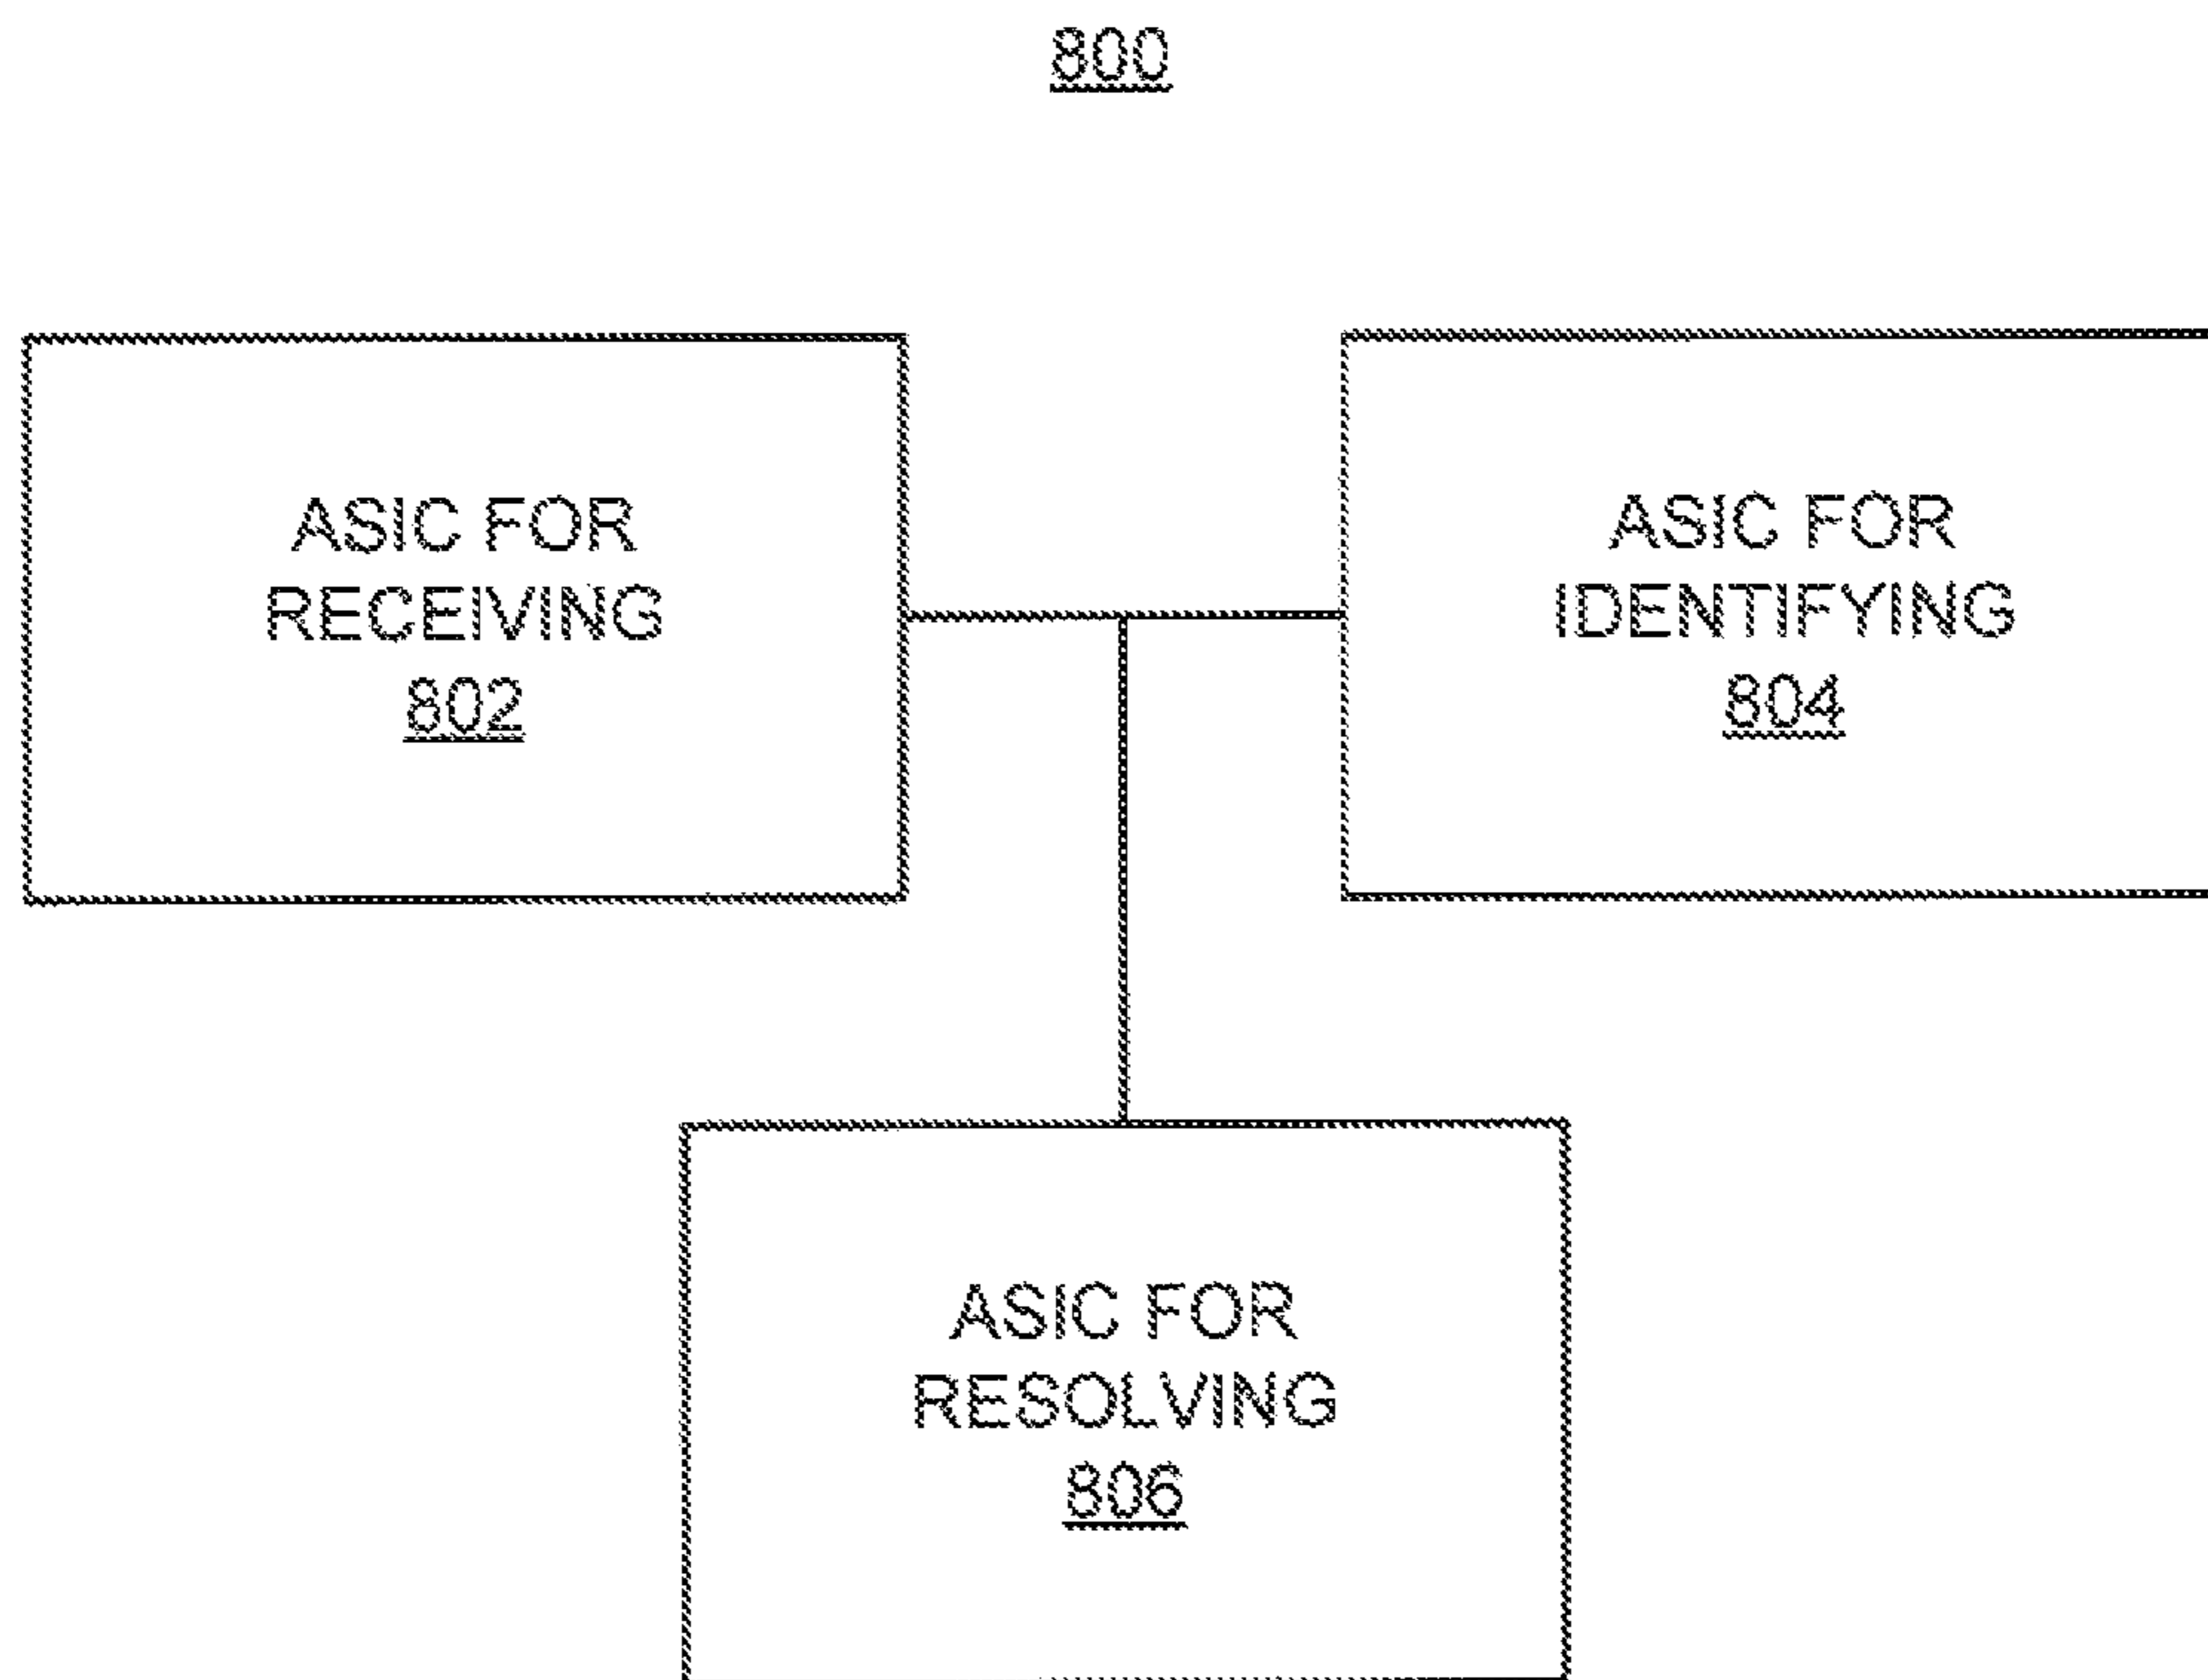 800
ASIC FOR
RECEIVING
802
ASIC FOR
IDENTIFYING
804
ASIC FOR
RESOLVING
806